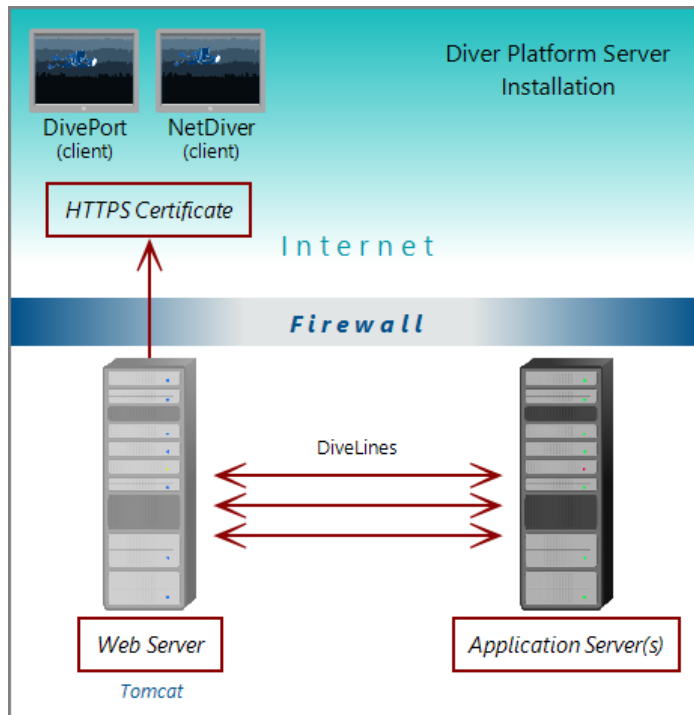 Diver Platform Server
Installation
DivePort
(client)
NetDiver
(client)
HTTPS Certificate
Internet
Firewall
DiveLines
Web Server
Application Server(s)
Tomcat